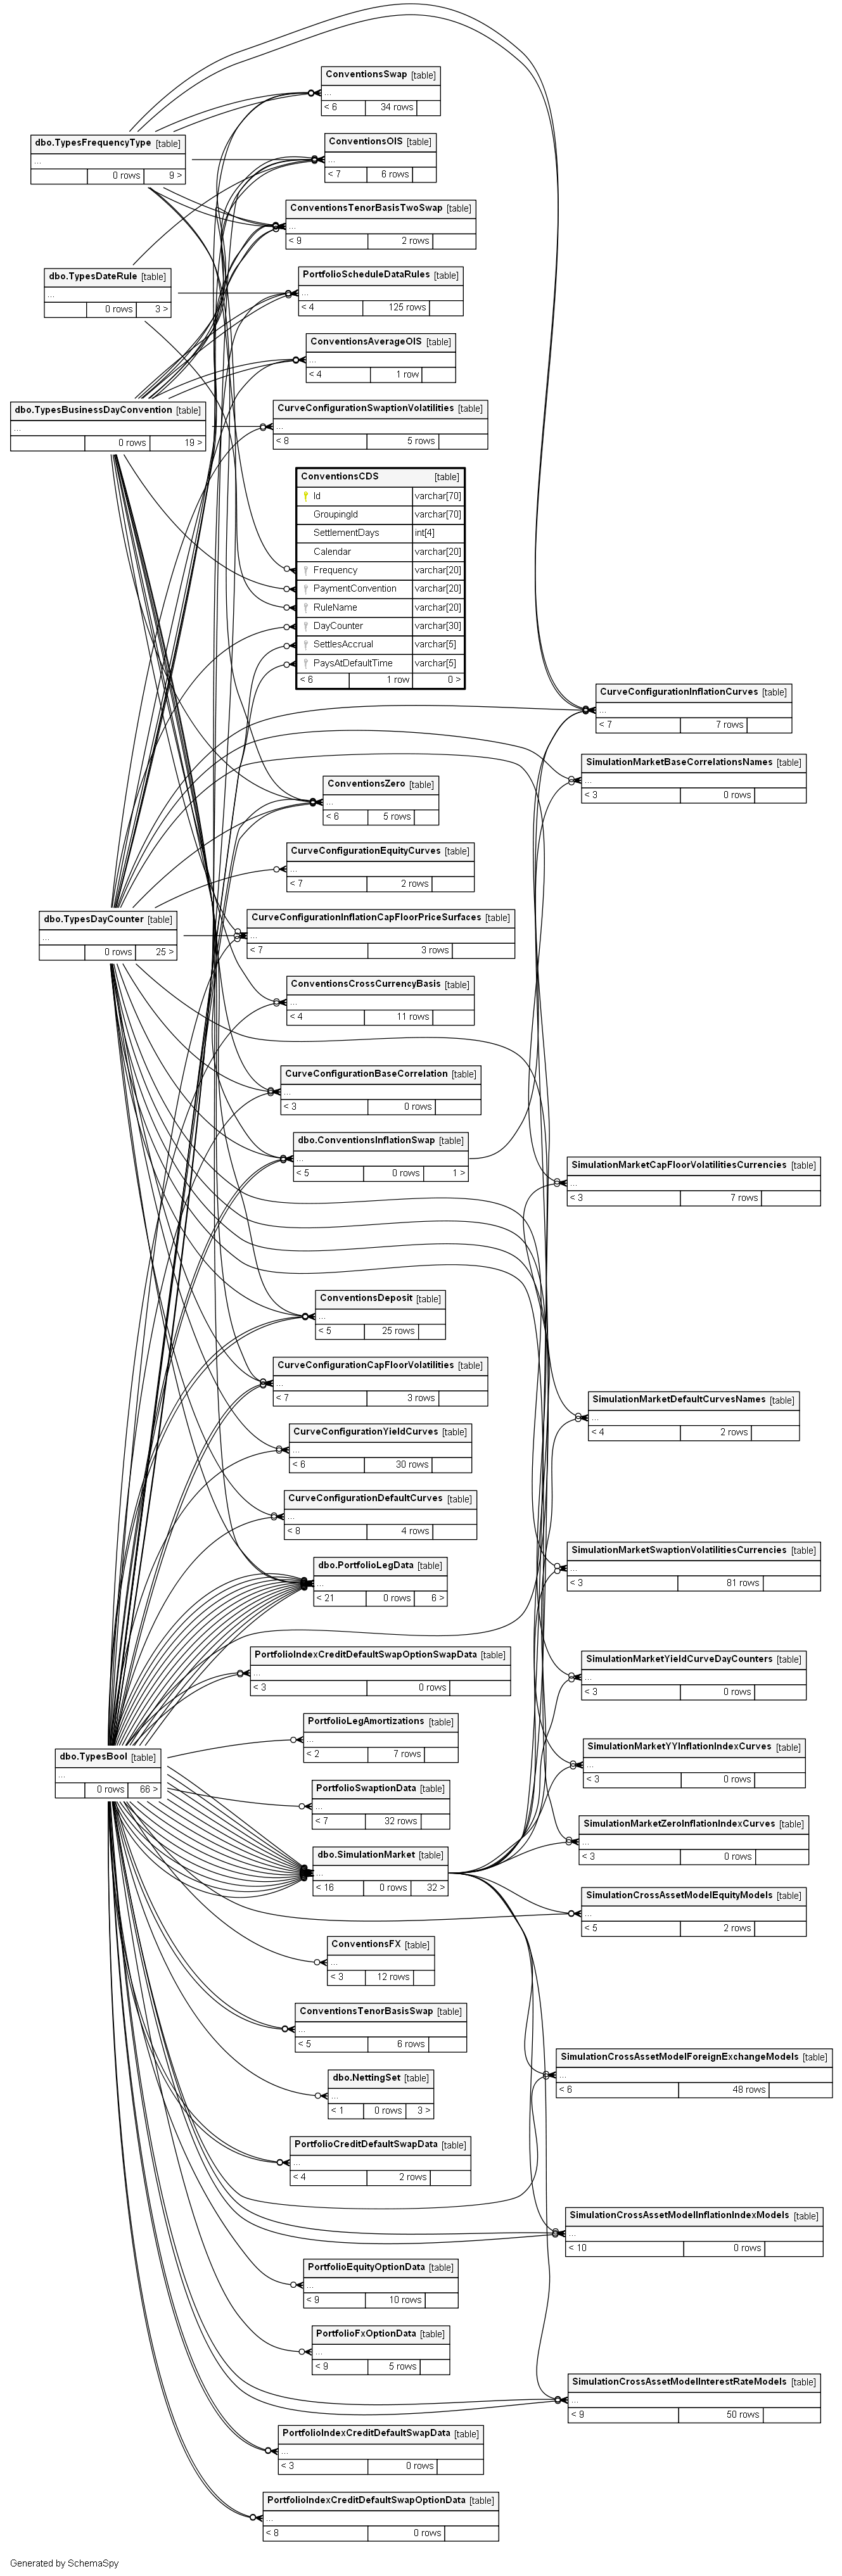 ConventionsSwap [table]
...
< 6 34 rows
dbo.TypesFrequencyType [table]
...
0 rows 9 >
ConventionsOIS [table]
...
< 7 6 rows
ConventionsTenorBasisTwoSwap [table]
...
< 9 2 rows
dbo.TypesDateRule [table]
...
0 rows 3 >
PortfolioScheduleDataRules [table]
...
< 4 125 rows
ConventionsAverageOIS [table]
...
< 4 1 row
dbo.TypesBusinessDayConvention [table]
...
0 rows 19 >
CurveConfigurationSwaptionVolatilities [table]
...
< 8 5 rows
ConventionsCDS [table]
Id varchar[70]
GroupingId varchar[70]
SettlementDays int[4]
Calendar varchar[20]
Frequency varchar[20]
PaymentConvention varchar[20]
RuleName varchar[20]
DayCounter varchar[30]
SettlesAccrual varchar[5]
PaysAtDefaultTime varchar[5]
< 6 1 row 0 >
CurveConfigurationInflationCurves [table]
...
< 7 7 rows
SimulationMarketBaseCorrelationsNames [table]
...
< 3 0 rows
ConventionsZero [table]
...
< 6 5 rows
CurveConfigurationEquityCurves [table]
...
< 7 2 rows
dbo.TypesDayCounter [table]
...
0 rows 25 >
CurveConfigurationInflationCapFloorPriceSurfaces [table]
...
< 7 3 rows
ConventionsCrossCurrencyBasis [table]
...
< 4 11 rows
CurveConfigurationBaseCorrelation [table]
...
< 3 0 rows
dbo.ConventionsInflationSwap [table]
...
< 5 0 rows 1 >
SimulationMarketCapFloorVolatilitiesCurrencies [table]
...
< 3 7 rows
ConventionsDeposit [table]
...
< 5 25 rows
CurveConfigurationCapFloorVolatilities [table]
...
< 7 3 rows
SimulationMarketDefaultCurvesNames [table]
...
< 4 2 rows
CurveConfigurationYieldCurves [table]
...
< 6 30 rows
CurveConfigurationDefaultCurves [table]
...
< 8 4 rows
SimulationMarketSwaptionVolatilitiesCurrencies [table]
...
< 3 81 rows
dbo.PortfolioLegData [table]
...
< 21 0 rows 6 >
PortfolioIndexCreditDefaultSwapOptionSwapData [table]
...
< 3 0 rows
SimulationMarketYieldCurveDayCounters [table]
...
< 3 0 rows
PortfolioLegAmortizations [table]
...
< 2 7 rows
dbo.TypesBool [table]
...
0 rows 66 >
SimulationMarketYYInflationIndexCurves [table]
...
< 3 0 rows
PortfolioSwaptionData [table]
...
< 7 32 rows
SimulationMarketZeroInflationIndexCurves [table]
...
< 3 0 rows
dbo.SimulationMarket [table]
...
< 16 0 rows 32 >
SimulationCrossAssetModelEquityModels [table]
...
< 5 2 rows
ConventionsFX [table]
...
< 3 12 rows
ConventionsTenorBasisSwap [table]
...
< 5 6 rows
SimulationCrossAssetModelForeignExchangeModels [table]
...
< 6 48 rows
dbo.NettingSet [table]
...
< 1 0 rows 3 >
PortfolioCreditDefaultSwapData [table]
...
< 4 2 rows
SimulationCrossAssetModelInflationIndexModels [table]
...
< 10 0 rows
PortfolioEquityOptionData [table]
...
< 9 10 rows
PortfolioFxOptionData [table]
...
< 9 5 rows
SimulationCrossAssetModelInterestRateModels [table]
...
< 9 50 rows
PortfolioIndexCreditDefaultSwapData [table]
...
< 3 0 rows
PortfolioIndexCreditDefaultSwapOptionData [table]
...
< 8 0 rows
Generated by SchemaSpy